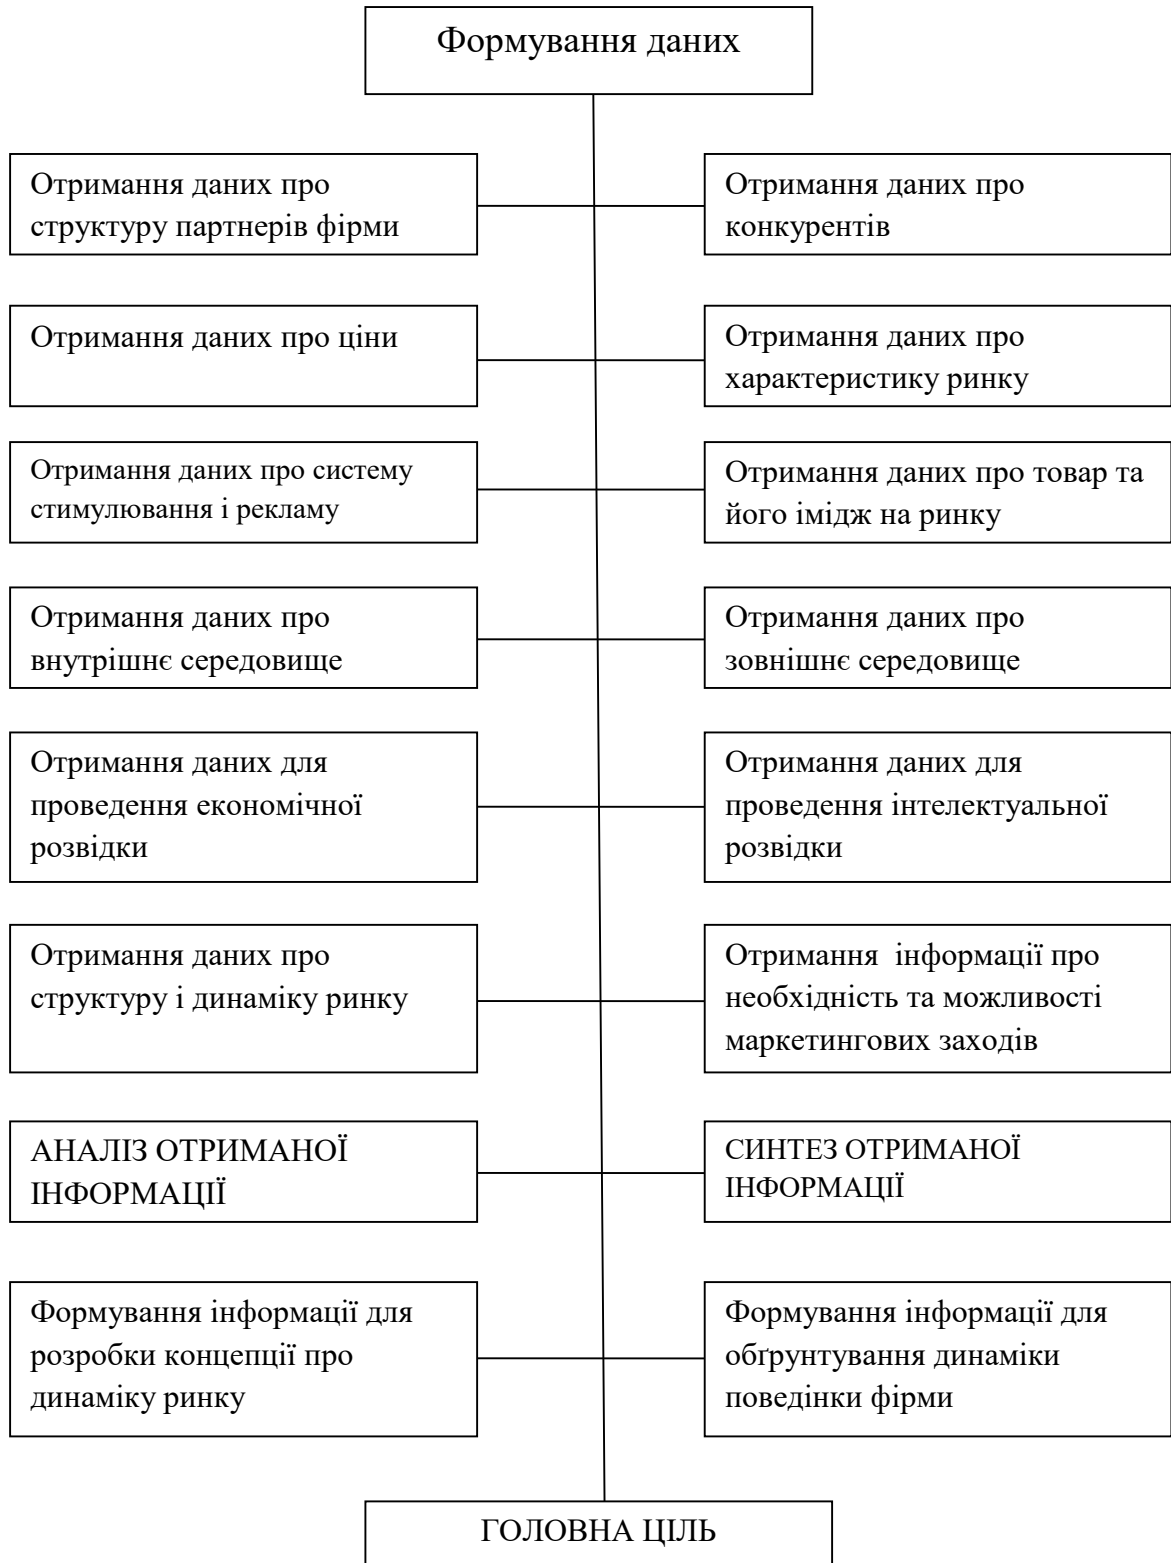 Формування даних
Отримання даних про
структуру партнерів фірми
Отримання даних про
конкурентів
Отримання даних про ціни
Отримання даних про
характеристику ринку
Отримання даних про систему
стимулювання і рекламу
Отримання даних про товар та
його імідж на ринку
Отримання даних про
внутрішнє середовище
Отримання даних про
зовнішнє середовище
Отримання даних для
проведення економічної
розвідки
Отримання даних для
проведення інтелектуальної
розвідки
Отримання даних про
структуру і динаміку ринку
Отримання  інформації про
необхідність та можливості
маркетингових заходів
АНАЛІЗ ОТРИМАНОЇ
ІНФОРМАЦІЇ
СИНТЕЗ ОТРИМАНОЇ
ІНФОРМАЦІЇ
Формування інформації для
розробки концепції про
динаміку ринку
Формування інформації для
обґрунтування динаміки
поведінки фірми
ГОЛОВНА ЦІЛЬ